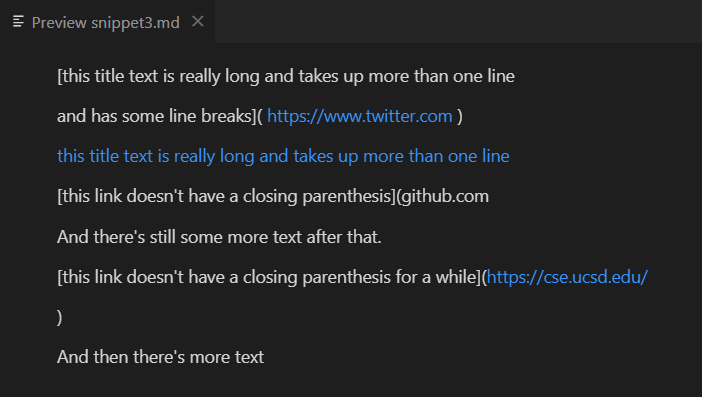 Preview snippet3.md
[this title text is really long and takes up more than one line
and has some line breaks]( https://www.twitter.com )
this title text is really long and takes up more than one line
[this link doesn't have a closing parenthesis](github.com
And there's still some more text after that.
[this link doesn't have a closing parenthesis for a while](https://cse.ucsd.edu/
)
And then there's more text